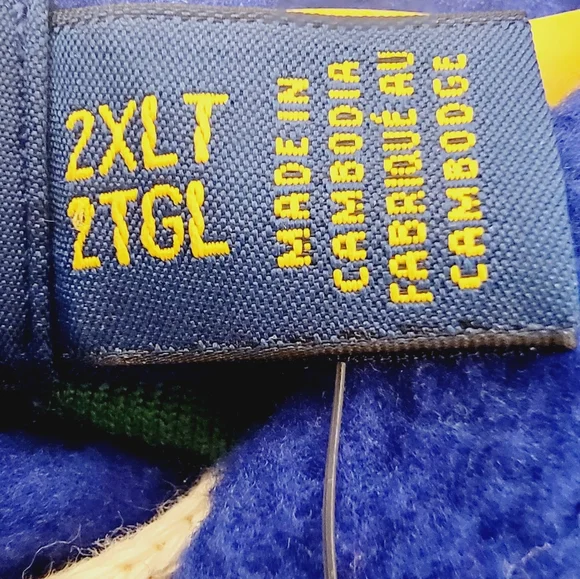 2XLT
2TGL
MADE IN
CAMBODIA
FABRIQUÉ AU
CAMBODGE